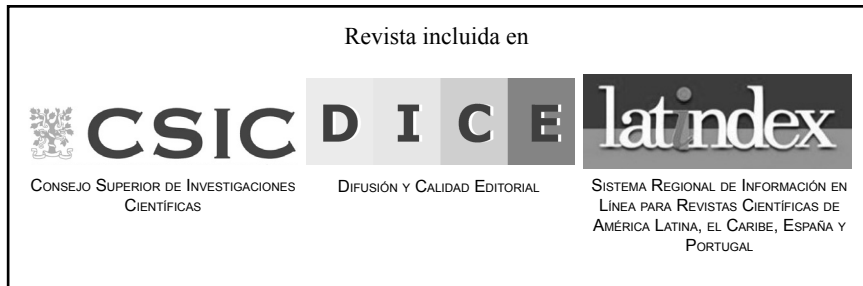 Revista incluida en
CSIC
CONSEJO SUPERIOR DE INVESTIGACIONES
CIENTÍFICAS
DICE
DIFUSIÓN Y CALIDAD EDITORIAL
latindex
SISTEMA REGIONAL DE INFORMACIÓN EN
LÍNEA PARA REVISTAS CIENTÍFICAS DE
AMÉRICA LATINA, EL CARIBE, ESPAÑA Y
PORTUGAL